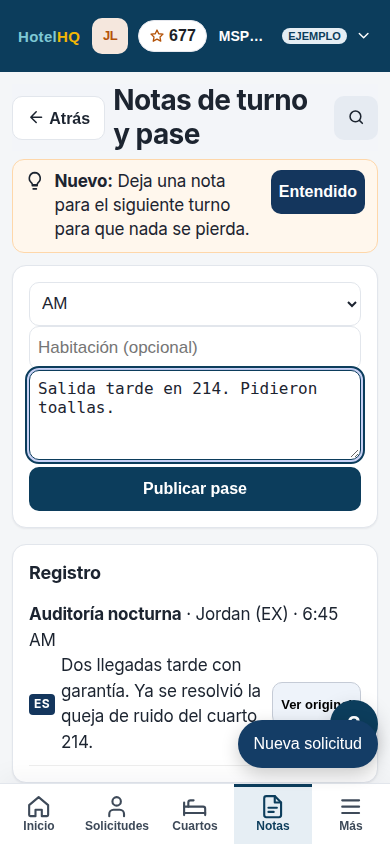 HotelHQ JL 677 MSP… EJEMPLO
Atrás
Notas de turno
y pase
Nuevo: Deja una nota
para el siguiente turno
para que nada se pierda.
Entendido
AM
Habitación (opcional)
Salida tarde en 214. Pidieron
toallas.
Publicar pase
Registro
Auditoría nocturna · Jordan (EX) · 6:45
AM
ES
Dos llegadas tarde con
garantía. Ya se resolvió la
queja de ruido del cuarto
214.
Ver
Nueva solicitud
Inicio Solicitudes Cuartos Notas Más